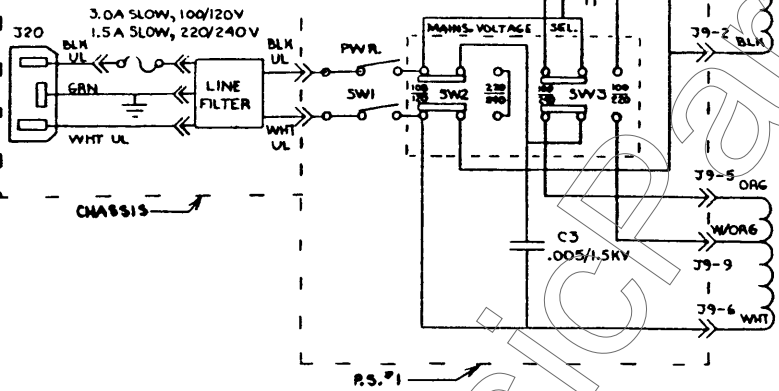 3.0A SLOW, 100/120V
1.5A SLOW, 220/240V
J20
BLK
UL
GRN
WHT UL
LINE
FILTER
BLK
UL
WHT
UL
PWR.
SW1
MAINS VOLTAGE SEL.
100
120
SW2
220
240
SW3
100
220
J9-2
BLK
J9-5
ORG
W/ORG
J9-9
J9-6
WHT
C3
.005/1.5KV
CHASSIS
P.S.#1